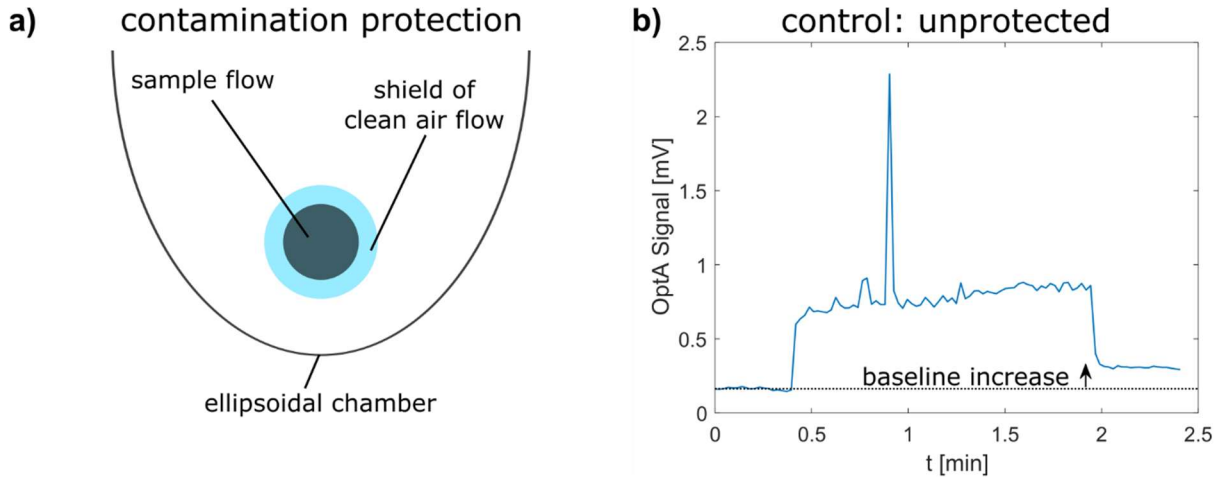 a)
contamination protection
sample flow
shield of
clean air flow
ellipsoidal chamber
b)
control: unprotected
2.5
2
1.5
1
0.5
0
OptA Signal [mV]
baseline increase
0
0.5
1
1.5
2
2.5
t [min]